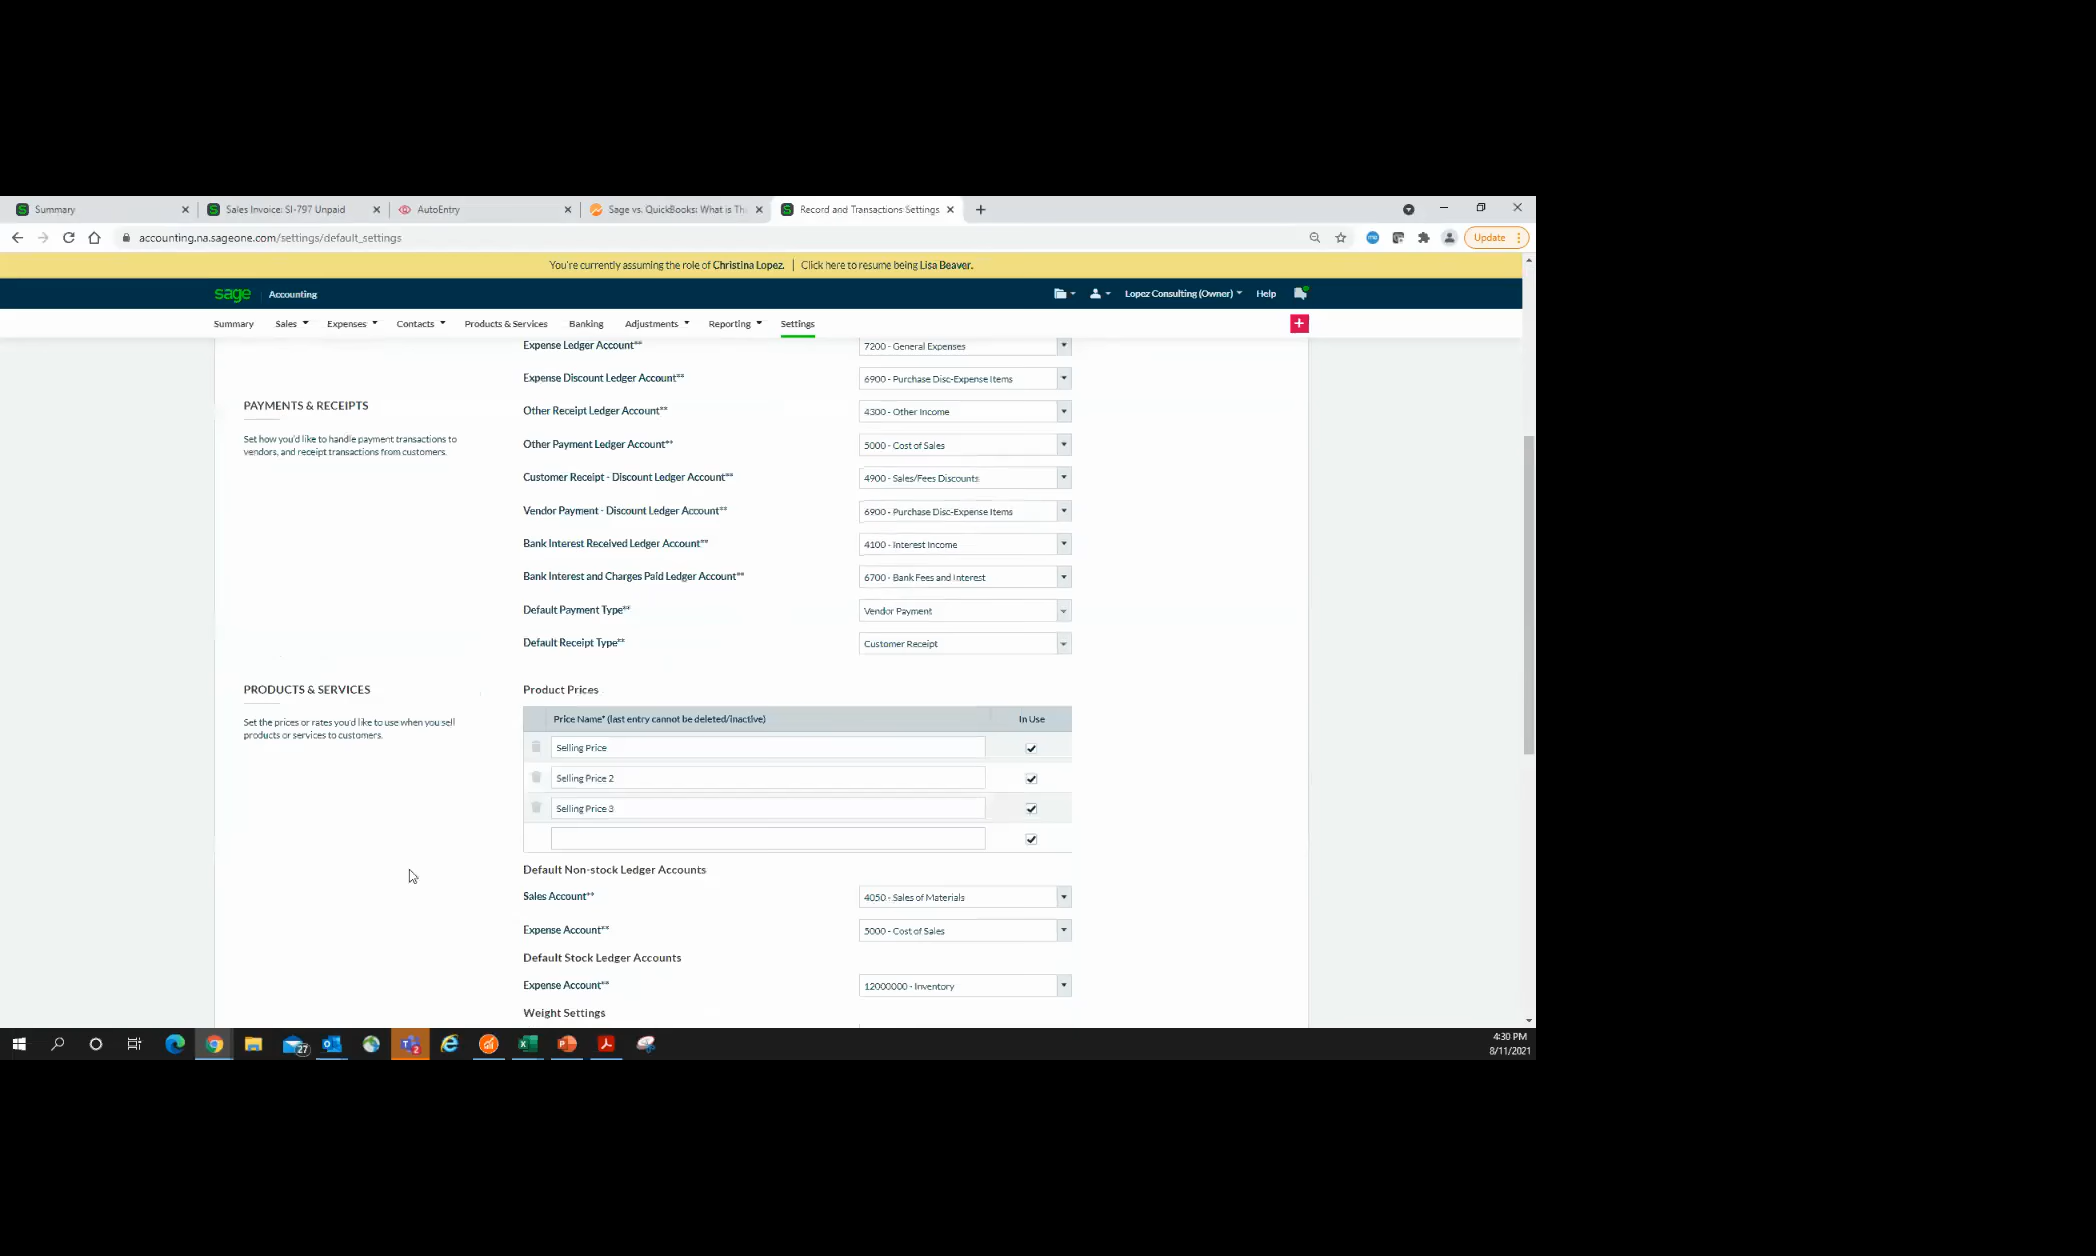 Summary
Sales Invoice: SI-797 Unpaid
AutoEntry
Sage vs. QuickBooks: What is Th
Record and Transactions Settings
accounting.na.sageone.com/settings/default_settings
Update
You're currently assuming the role of Christina Lopez. | Click here to resume being Lisa Beaver.
sage Accounting
Lopez Consulting (Owner)
Help
Summary Sales Expenses Contacts Products & Services Banking Adjustments Reporting Settings
Expense Ledger Account** 7200 - General Expenses
Expense Discount Ledger Account** 6900 - Purchase Disc-Expense Items
PAYMENTS & RECEIPTS
Set how you'd like to handle payment transactions to
vendors, and receipt transactions from customers.
Other Receipt Ledger Account** 4300 - Other Income
Other Payment Ledger Account** 5000 - Cost of Sales
Customer Receipt - Discount Ledger Account** 4900 - Sales/Fees Discounts
Vendor Payment - Discount Ledger Account** 6900 - Purchase Disc-Expense Items
Bank Interest Received Ledger Account** 4100 - Interest Income
Bank Interest and Charges Paid Ledger Account** 6700 - Bank Fees and Interest
Default Payment Type** Vendor Payment
Default Receipt Type** Customer Receipt
PRODUCTS & SERVICES
Set the prices or rates you'd like to use when you sell
products or services to customers.
Product Prices
Price Name* (last entry cannot be deleted/inactive) In Use
Selling Price
Selling Price 2
Selling Price 3
Default Non-stock Ledger Accounts
Sales Account** 4050 - Sales of Materials
Expense Account** 5000 - Cost of Sales
Default Stock Ledger Accounts
Expense Account** 12000000 - Inventory
Weight Settings
27
2
4:30 PM
8/11/2021